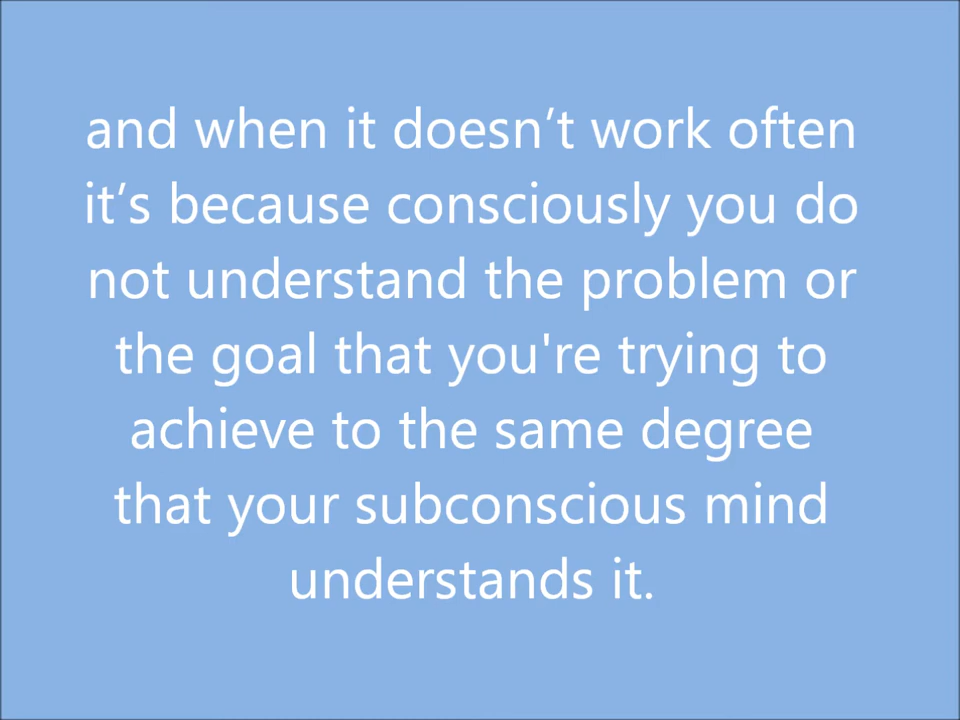 and when it doesn’t work often
it’s because consciously you do
not understand the problem or
the goal that you're trying to
achieve to the same degree
that your subconscious mind
understands it.